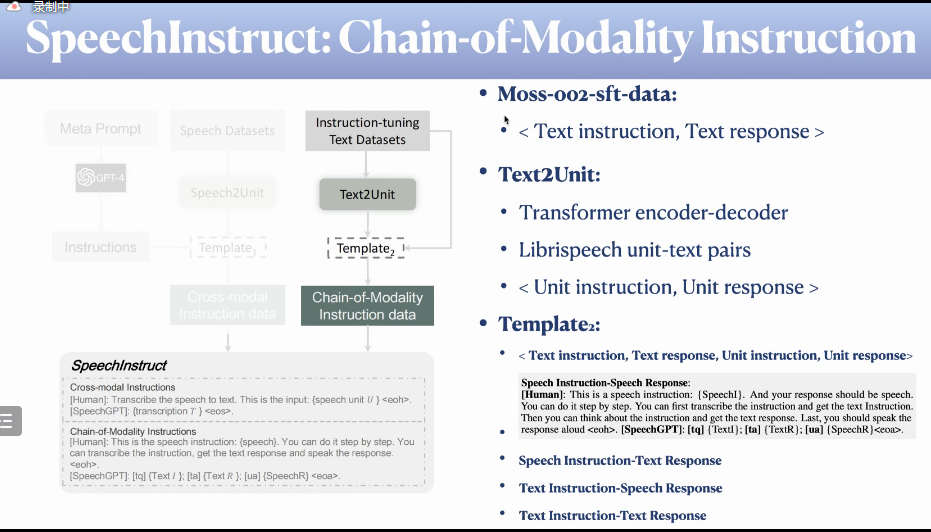 录制中
SpeechInstruct: Chain-of-Modality Instruction
Meta Prompt
GPT-4
Instructions
Speech Datasets
Speech2Unit
Template₁
Cross-modal
Instruction data
Instruction-tuning
Text Datasets
Text2Unit
Template₂
Chain-of-Modality
Instruction data
SpeechInstruct
Cross-modal Instructions
[Human]: Transcribe the speech to text. This is the input: {speech unit U } <eoh>.
[SpeechGPT]: {transcription T } <eos>.
Chain-of-Modality Instructions
[Human]: This is the speech instruction: {speech}. You can do it step by step. You
can transcribe the instruction, get the text response and speak the response.
<eoh>.
[SpeechGPT]: [tq] {Text I }; [ta] {Text R }; [ua] {SpeechR} <eoa>.
• Moss-002-sft-data:
• < Text instruction, Text response >
• Text2Unit:
• Transformer encoder-decoder
• Librispeech unit-text pairs
• < Unit instruction, Unit response >
• Template₂:
• < Text instruction, Text response, Unit instruction, Unit response>
Speech Instruction-Speech Response:
[Human]: This is a speech instruction: {SpeechI}. And your response should be speech.
You can do it step by step. You can first transcribe the instruction and get the text Instruction.
Then you can think about the instruction and get the text response. Last, you should speak the
response aloud <eoh>. [SpeechGPT]: [tq] {TextI}; [ta] {TextR}; [ua] {SpeechR}<eoa>.
• Speech Instruction-Text Response
• Text Instruction-Speech Response
• Text Instruction-Text Response